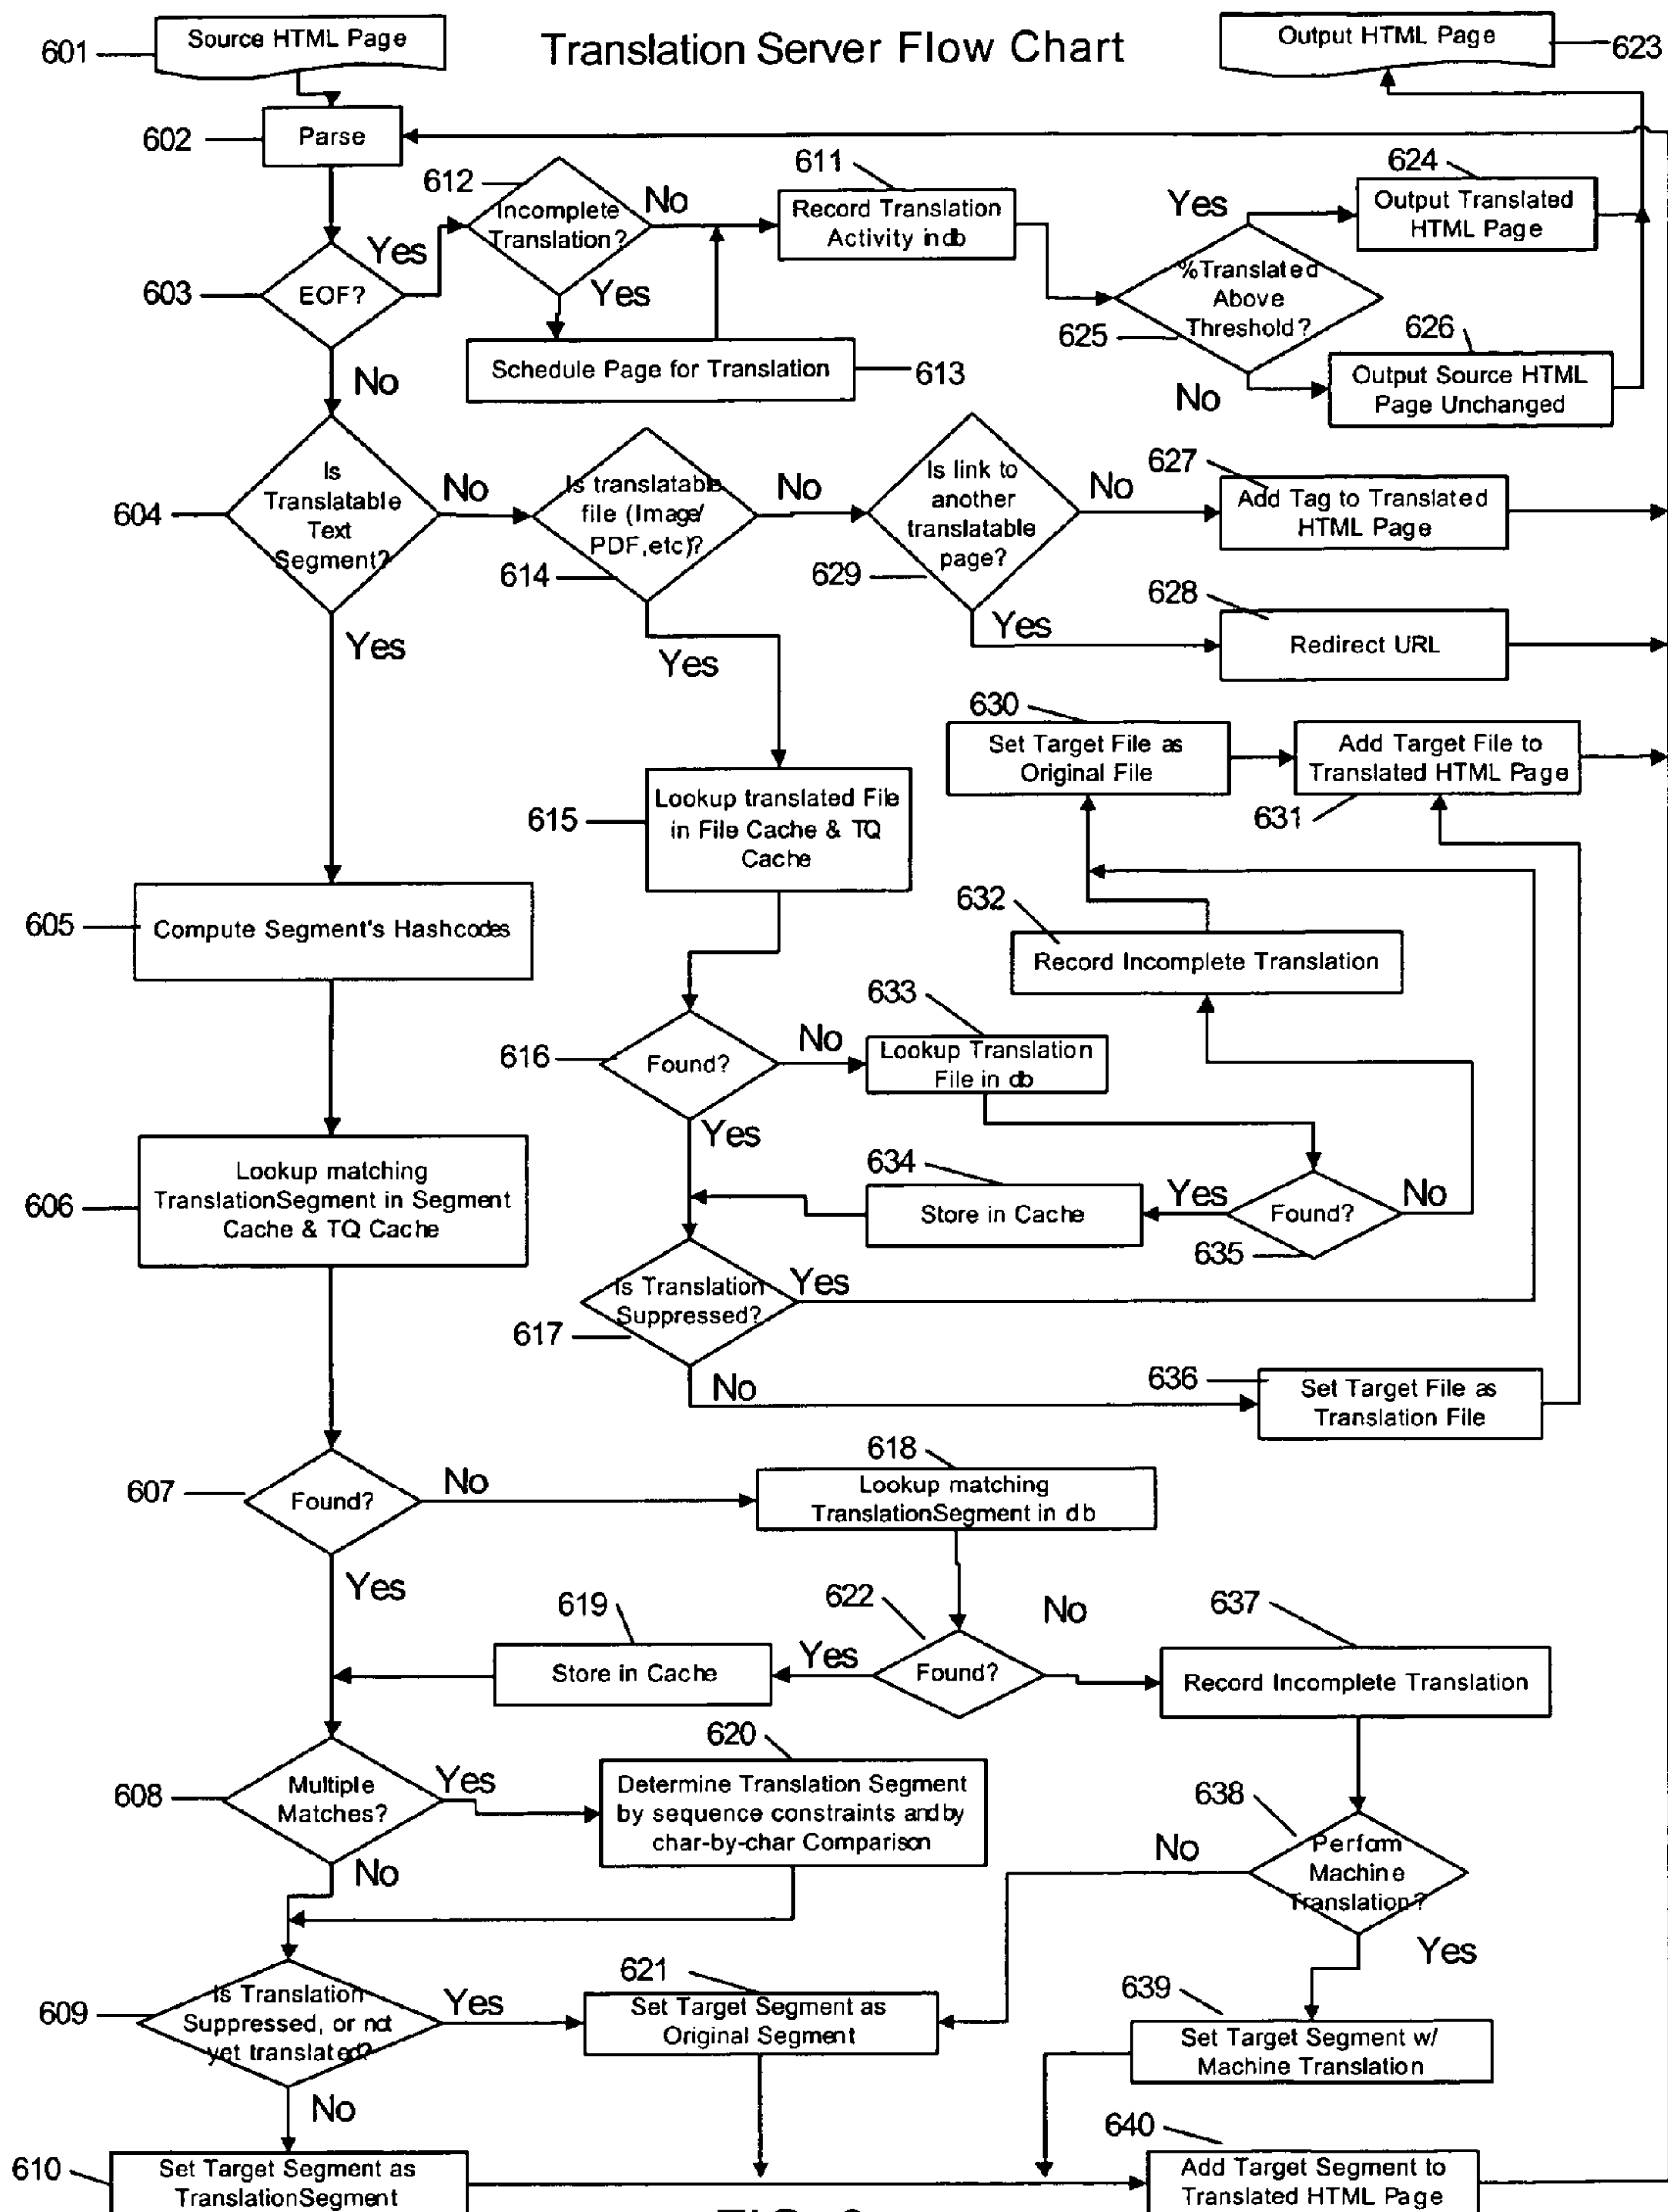 Translation Server Flow Chart
601
Source HTML Page
Output HTML Page
623
602
Parse
612
Incomplete
Translation?
No
Yes
611
Record Translation
Activity in db
624
Yes
Output Translated
HTML Page
603
EOF?
Yes
No
Schedule Page for Translation
613
%Translated
Above
Threshold?
625
No
626
Output Source HTML
Page Unchanged
604
Is
Translatable
Text
Segment?
No
Yes
Is translatable
file (Image/
PDF,etc)?
614
No
Yes
Is link to
another
translatable
page?
629
No
Yes
627
Add Tag to Translated
HTML Page
628
Redirect URL
630
Set Target File as
Original File
Add Target File to
Translated HTML Page
631
615
Lookup translated File
in File Cache & TQ
Cache
605
Compute Segment's Hashcodes
632
Record Incomplete Translation
616
Found?
No
Yes
633
Lookup Translation
File in db
606
Lookup matching
TranslationSegment in Segment
Cache & TQ Cache
634
Store in Cache
Yes
Found?
No
635
Is Translation
Suppressed?
Yes
617
No
636
Set Target File as
Translation File
607
Found?
No
Yes
618
Lookup matching
TranslationSegment in db
619
Store in Cache
Yes
622
Found?
No
637
Record Incomplete Translation
608
Multiple
Matches?
Yes
No
620
Determine Translation Segment
by sequence constraints and by
char-by-char Comparison
638
Perform
Machine
Translation?
No
Yes
609
Is Translation
Suppressed, or not
yet translated?
Yes
No
621
Set Target Segment as
Original Segment
639
Set Target Segment w/
Machine Translation
610
Set Target Segment as
TranslationSegment
640
Add Target Segment to
Translated HTML Page